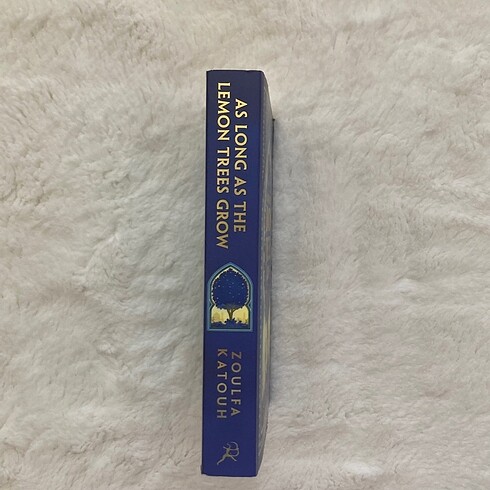 AS LONG AS THE
LEMON TREES GROW
ZOULFA
KATOUH